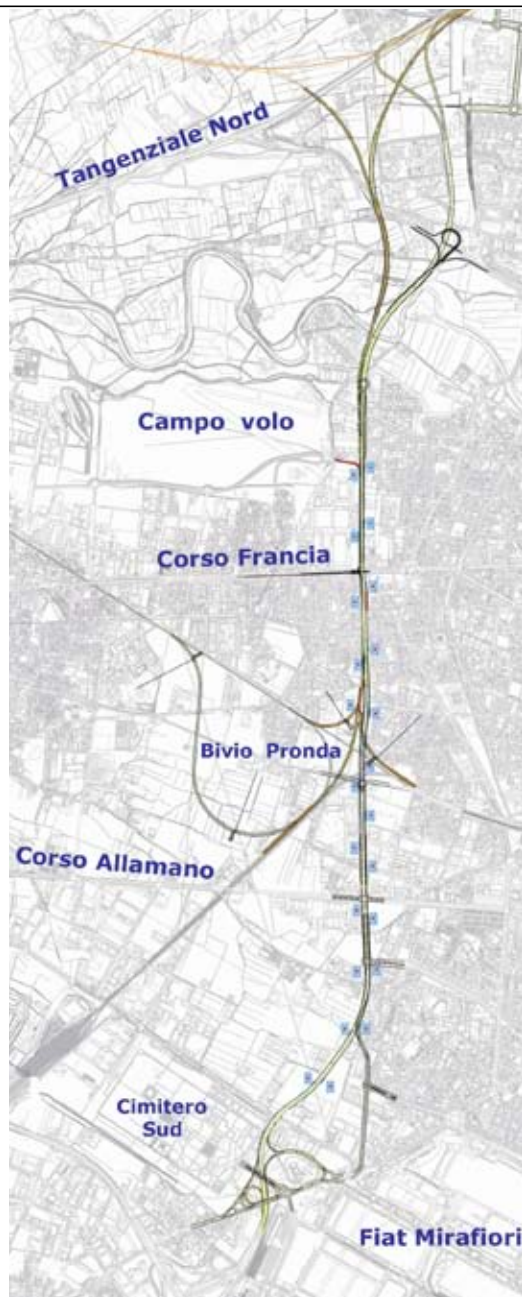 Tangenziale Nord
Campo volo
Corso Francia
Bivio Pronda
Corso Allamano
Cimitero
Sud
Fiat Mirafiori